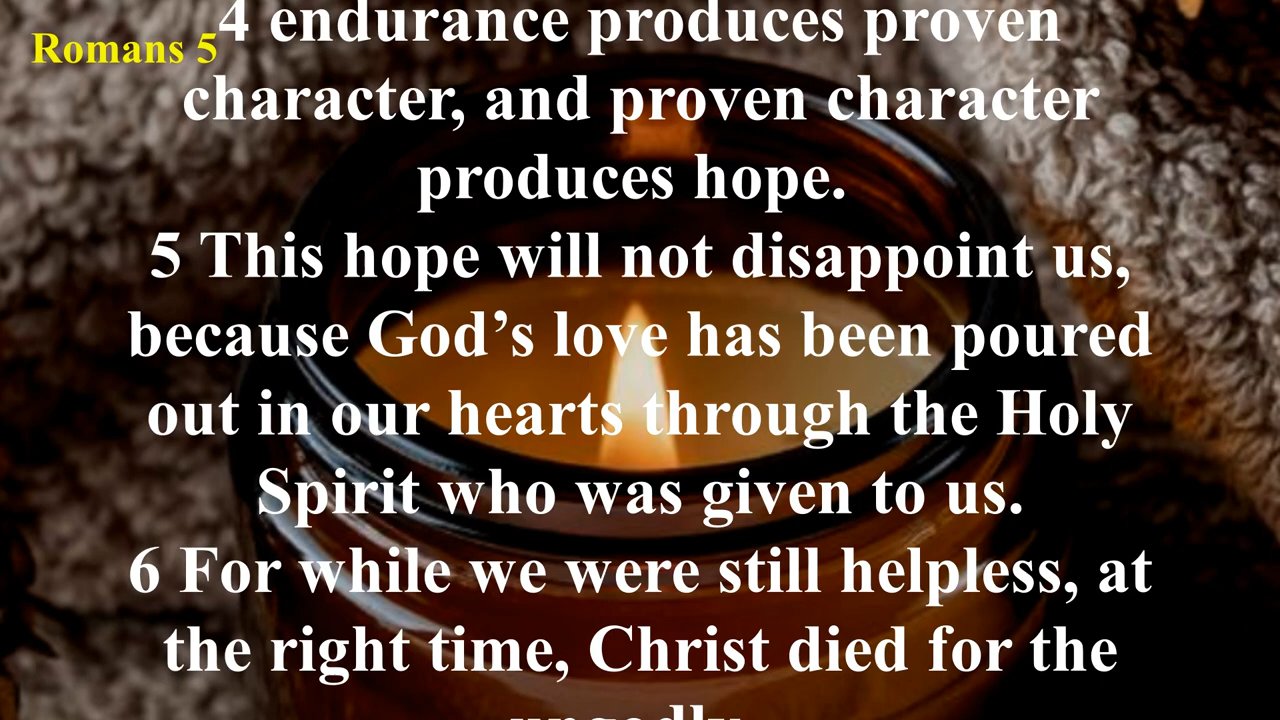 Romans 5
4 endurance produces proven
character, and proven character
produces hope.
5 This hope will not disappoint us,
because God’s love has been poured
out in our hearts through the Holy
Spirit who was given to us.
6 For while we were still helpless, at
the right time, Christ died for the